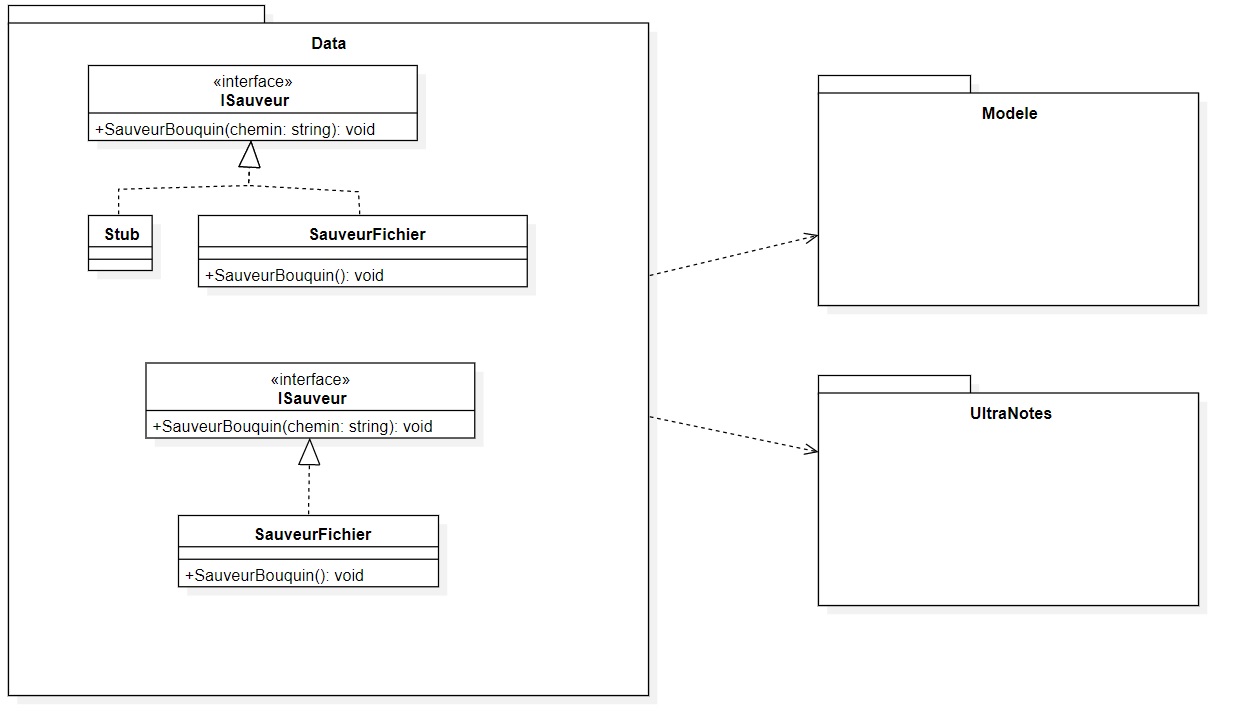 Data
«interface»
ISauveur
+SauveurBouquin(chemin: string): void
Stub
SauveurFichier
+SauveurBouquin(): void
«interface»
ISauveur
+SauveurBouquin(chemin: string): void
SauveurFichier
+SauveurBouquin(): void
Modele
UltraNotes